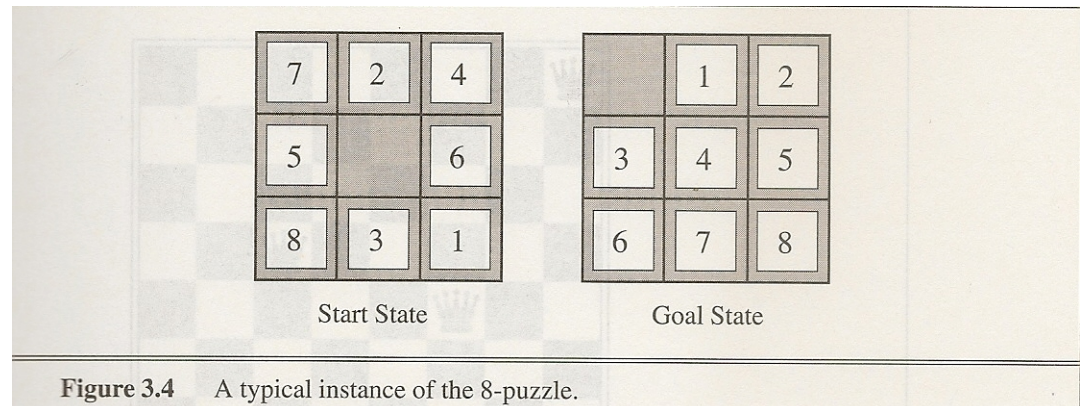 7 2 4 1 2
5 6 3 4 5
8 3 1 6 7 8
Start State Goal State
Figure 3.4 A typical instance of the 8-puzzle.